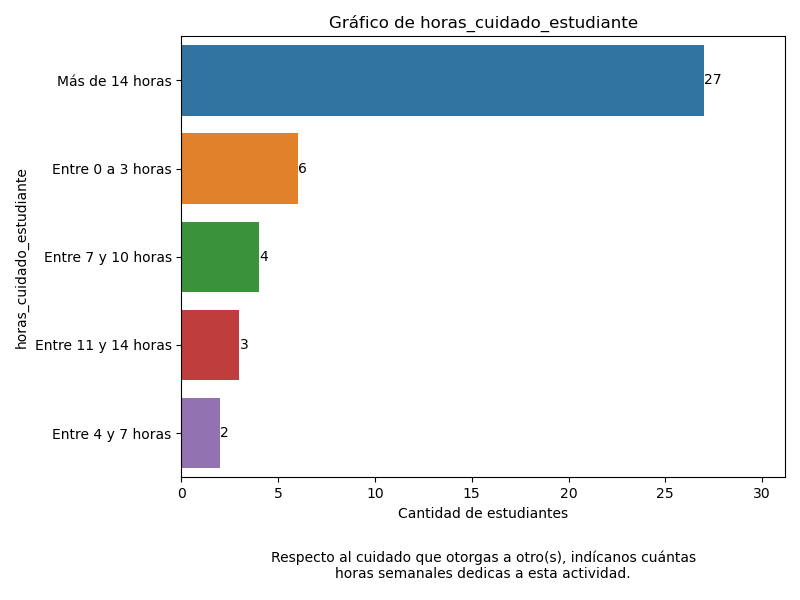 Gráfico de horas_cuidado_estudiante
horas_cuidado_estudiante
Más de 14 horas
27
Entre 0 a 3 horas
6
Entre 7 y 10 horas
4
Entre 11 y 14 horas
3
Entre 4 y 7 horas
2
0 5 10 15 20 25 30
Cantidad de estudiantes
Respecto al cuidado que otorgas a otro(s), indícanos cuántas
horas semanales dedicas a esta actividad.